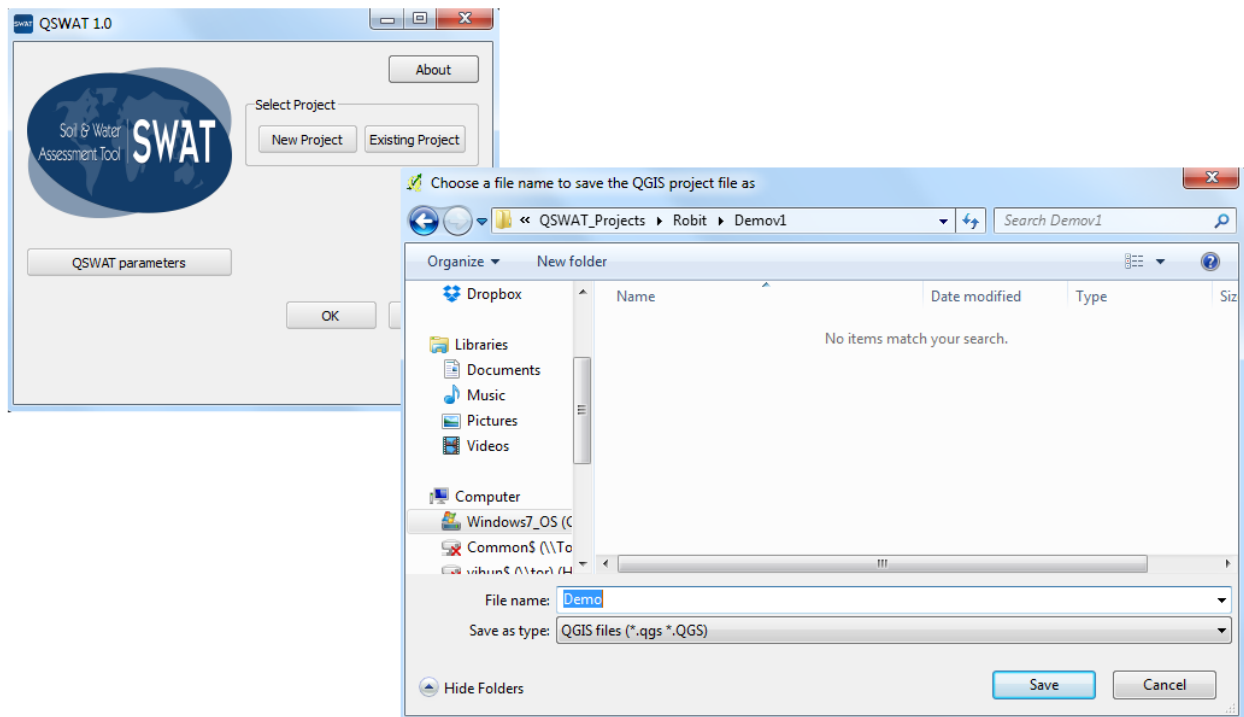 QSWAT 1.0
About
Soil & Water
Assessment Tool
SWAT
Select Project
New Project
Existing Project
QSWAT parameters
OK
Choose a file name to save the QGIS project file as
« QSWAT_Projects Robit Demov1
Search Demov1
Organize
New folder
Dropbox
Libraries
Documents
Music
Pictures
Videos
Computer
Windows7_OS (C
Common$ (\\To
Name
Date modified
Type
Siz
No items match your search.
File name: Demo
Save as type: QGIS files (*.qgs *.QGS)
Hide Folders
Save
Cancel